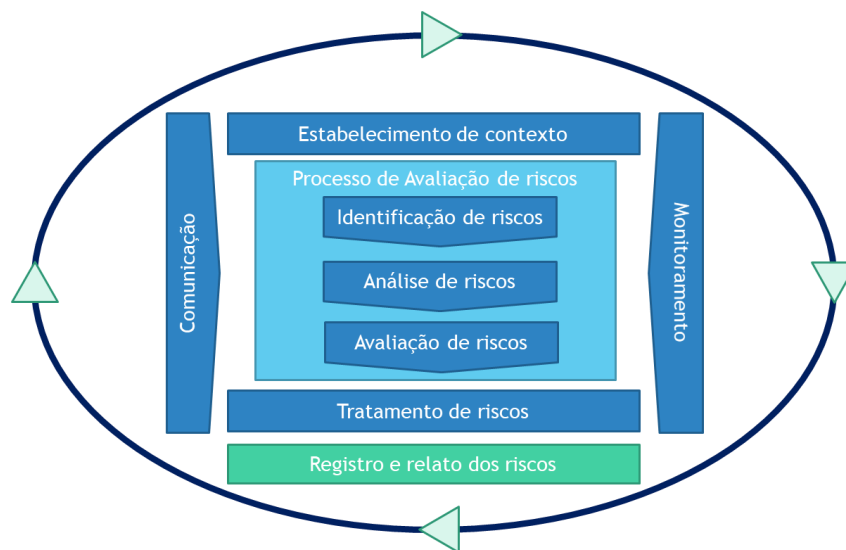 Estabelecimento de contexto
Processo de Avaliação de riscos
Identificação de riscos
Análise de riscos
Avaliação de riscos
Tratamento de riscos
Registro e relato dos riscos
Comunicação
Monitoramento